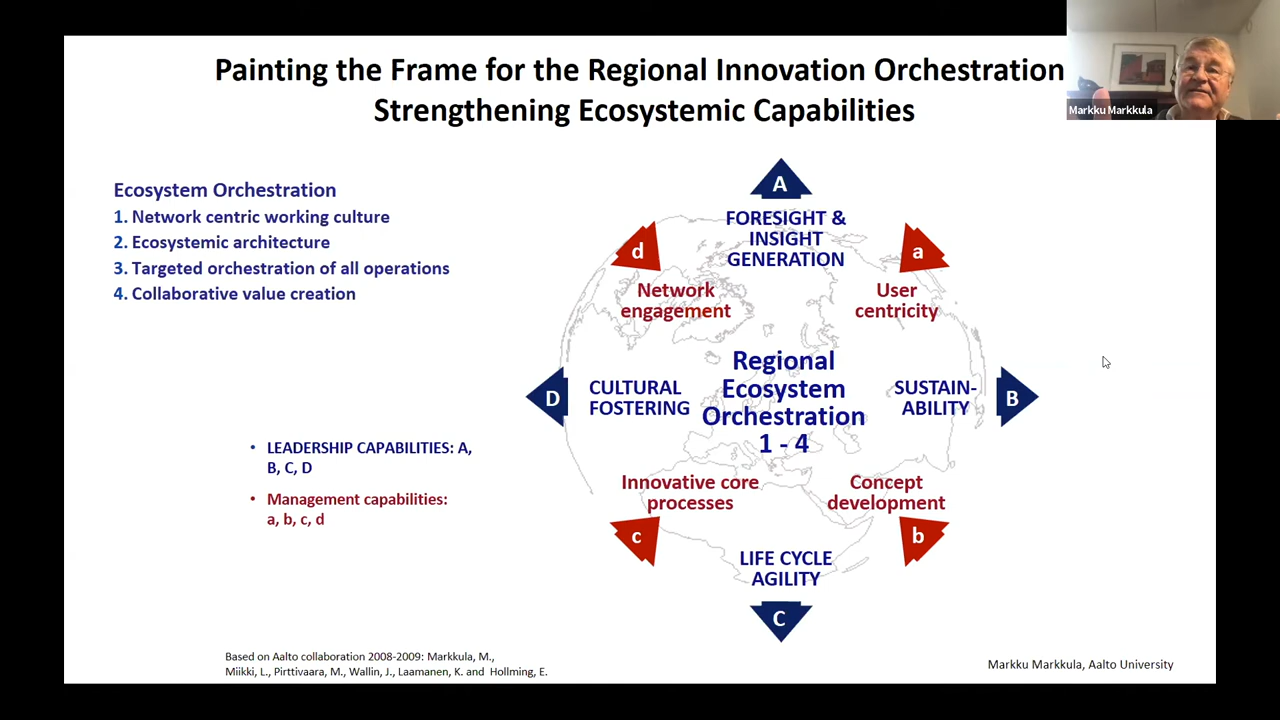 Painting the Frame for the Regional Innovation Orchestration
Strengthening Ecosystemic Capabilities
Markku Markkula
Ecosystem Orchestration
1. Network centric working culture
2. Ecosystemic architecture
3. Targeted orchestration of all operations
4. Collaborative value creation
LEADERSHIP CAPABILITIES: A,
B, C, D
Management capabilities:
a, b, c, d
A
FORESIGHT &
INSIGHT
GENERATION
d
Network
engagement
a
User
centricity
D
CULTURAL
FOSTERING
Regional
Ecosystem
Orchestration
1 - 4
SUSTAIN-
ABILITY
B
Innovative core
processes
c
Concept
development
b
LIFE CYCLE
AGILITY
C
Based on Aalto collaboration 2008-2009: Markkula, M.,
Miikki, L., Pirttivaara, M., Wallin, J., Laamanen, K. and Hollming, E.
Markku Markkula, Aalto University